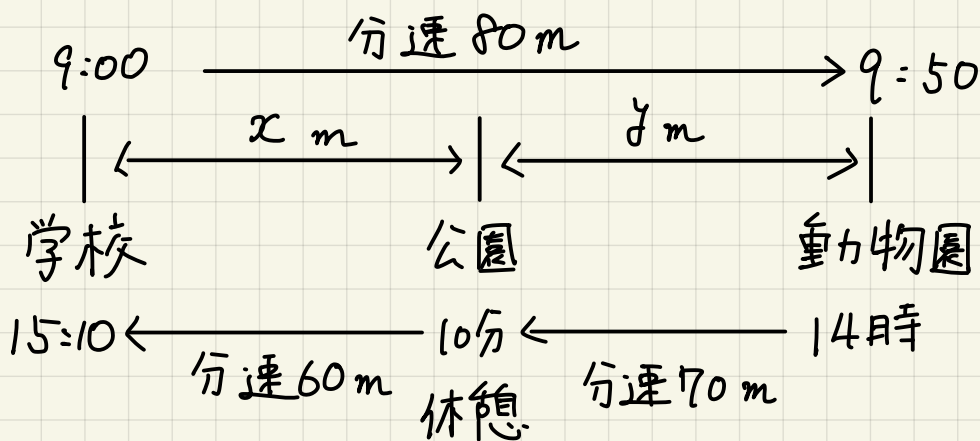 分速80m
9:00 9:50
x m y m
学校 公園 動物園
15:10 10分 14時
分速60m 休憩 分速70m